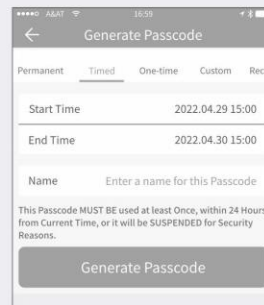 A&AT 16:59
Generate Passcode
Permanent Timed One-time Custom Rec
Start Time 2022.04.29 15:00
End Time 2022.04.30 15:00
Name Enter a name for this Passcode
This Passcode MUST BE used at least Once, within 24 Hours
from Current Time, or it will be SUSPENDED for Security
Reasons.
Generate Passcode